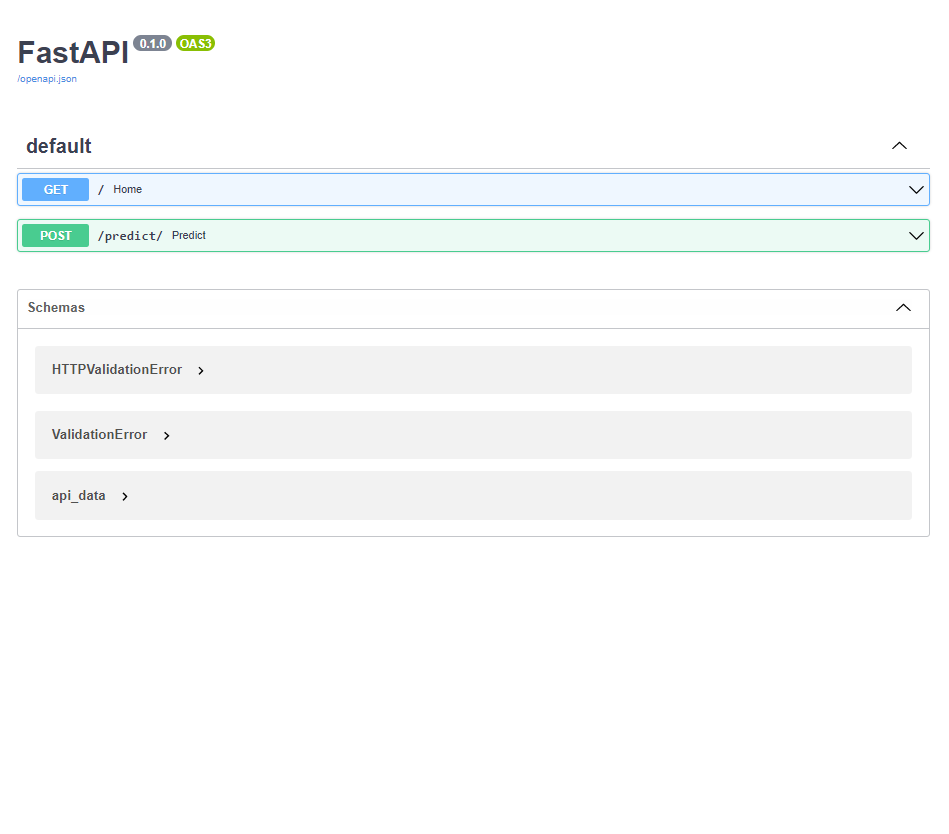 FastAPI 0.1.0 OAS3
/openapi.json
default
GET / Home
POST /predict/ Predict
Schemas
HTTPValidationError
ValidationError
api_data